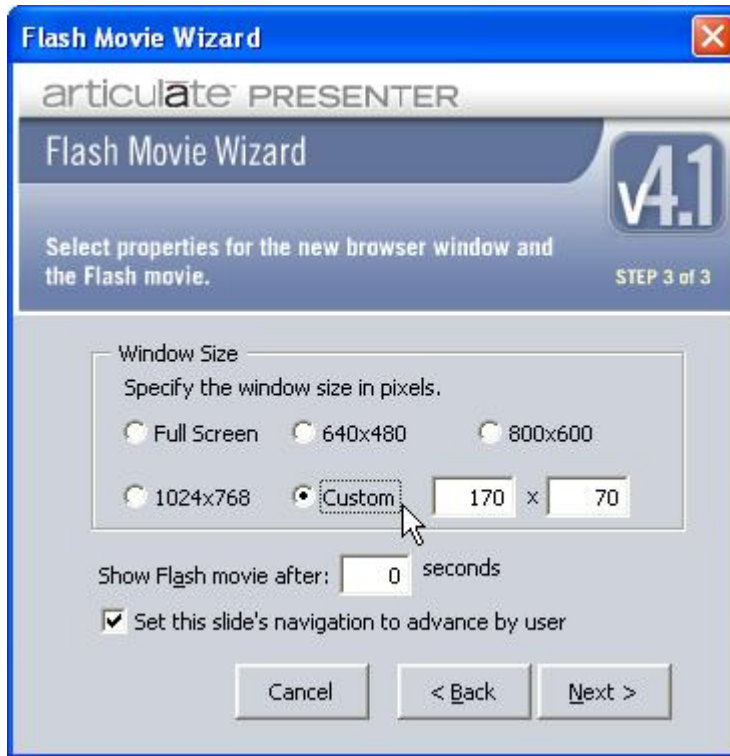 Flash Movie Wizard
articulāte PRESENTER
Flash Movie Wizard
v4.1
Select properties for the new browser window and
the Flash movie.
STEP 3 of 3
Window Size
Specify the window size in pixels.
Full Screen 640x480 800x600
1024x768 Custom 170 x 70
Show Flash movie after: 0 seconds
Set this slide's navigation to advance by user
Cancel < Back Next >